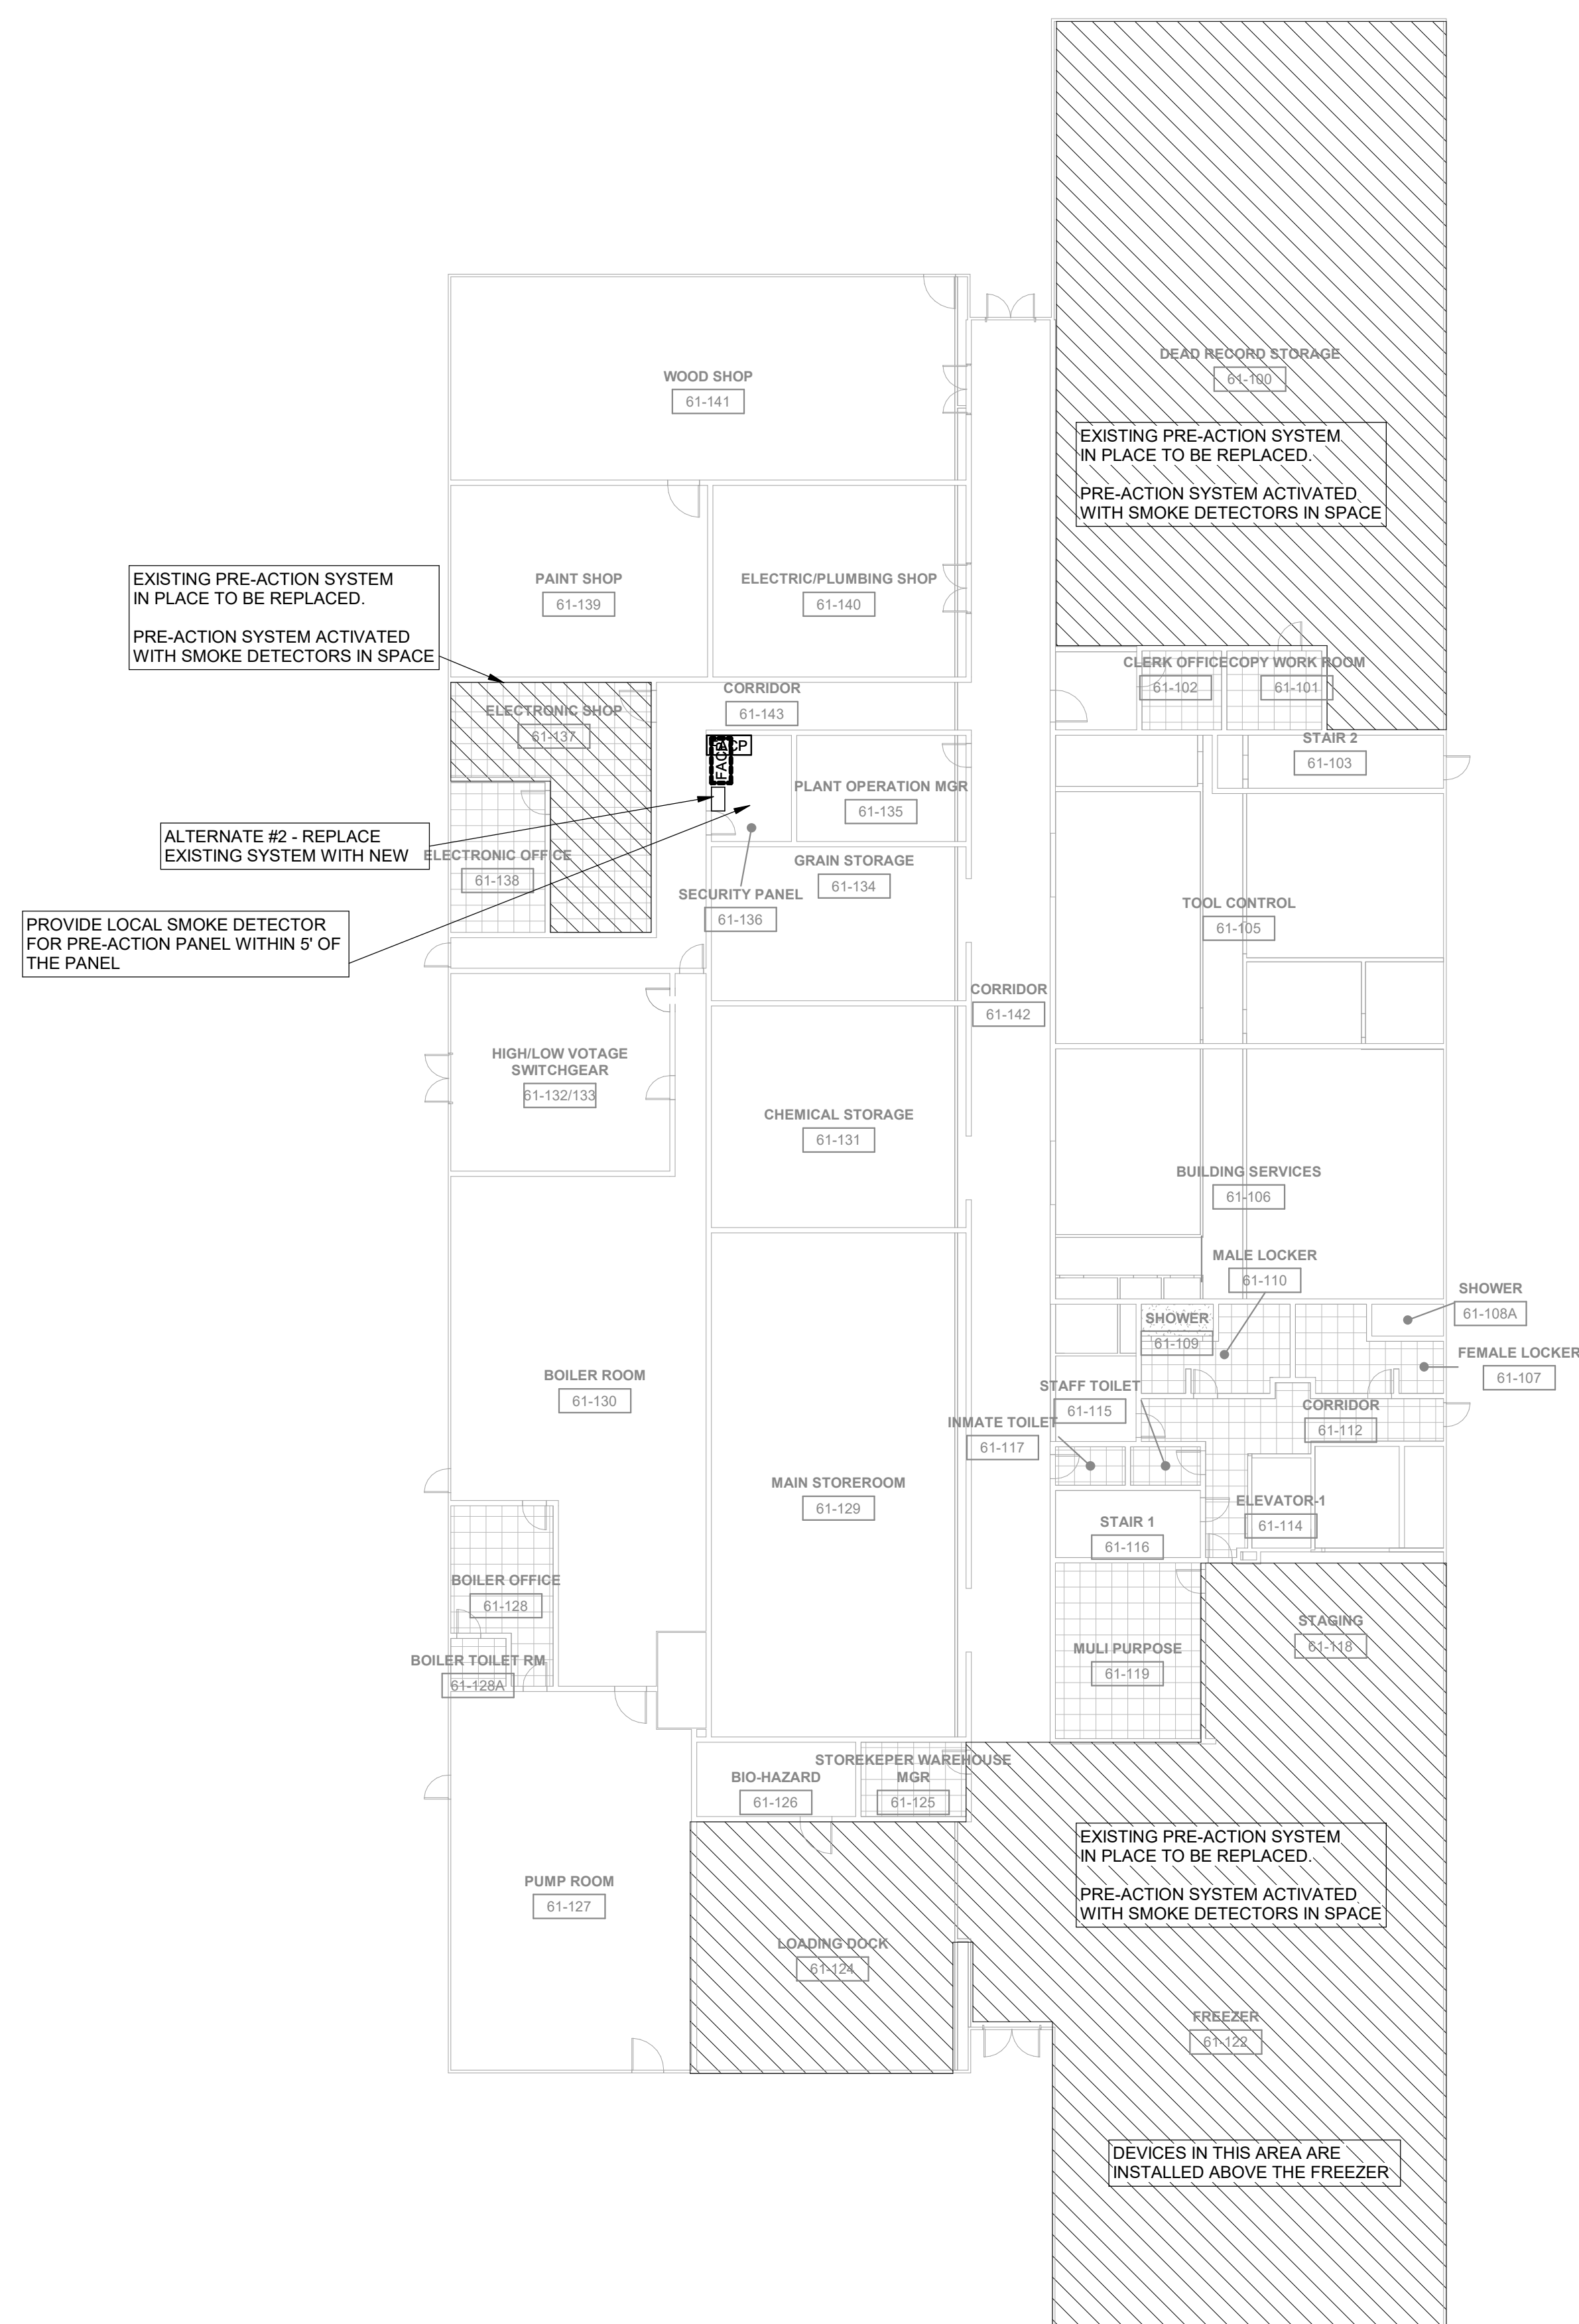 DEAD RECORD STORAGE
61-100
EXISTING PRE-ACTION SYSTEM
IN PLACE TO BE REPLACED.
PRE-ACTION SYSTEM ACTIVATED
WITH SMOKE DETECTORS IN SPACE
WOOD SHOP
61-141
EXISTING PRE-ACTION SYSTEM
IN PLACE TO BE REPLACED.
PRE-ACTION SYSTEM ACTIVATED
WITH SMOKE DETECTORS IN SPACE
PAINT SHOP
61-139
ELECTRIC/PLUMBING SHOP
61-140
CLERK OFFICE
61-102
COPY WORK ROOM
61-101
CORRIDOR
61-143
ELECTRONIC SHOP
61-137
FACP
FACP
STAIR 2
61-103
PLANT OPERATION MGR
61-135
ALTERNATE #2 - REPLACE
EXISTING SYSTEM WITH NEW
ELECTRONIC OFFICE
61-138
GRAIN STORAGE
61-134
SECURITY PANEL
61-136
TOOL CONTROL
61-105
PROVIDE LOCAL SMOKE DETECTOR
FOR PRE-ACTION PANEL WITHIN 5' OF
THE PANEL
CORRIDOR
61-142
HIGH/LOW VOTAGE
SWITCHGEAR
61-132/133
CHEMICAL STORAGE
61-131
BUILDING SERVICES
61-106
MALE LOCKER
61-110
SHOWER
61-108A
SHOWER
61-109
FEMALE LOCKER
61-107
BOILER ROOM
61-130
STAFF TOILET
61-115
CORRIDOR
61-112
INMATE TOILET
61-117
MAIN STOREROOM
61-129
ELEVATOR-1
61-114
STAIR 1
61-116
BOILER OFFICE
61-128
STAGING
61-118
MULI PURPOSE
61-119
BOILER TOILET RM
61-128A
STOREKEPER WAREHOUSE
MGR
61-125
BIO-HAZARD
61-126
EXISTING PRE-ACTION SYSTEM
IN PLACE TO BE REPLACED.
PRE-ACTION SYSTEM ACTIVATED
WITH SMOKE DETECTORS IN SPACE
PUMP ROOM
61-127
LOADING DOCK
61-124
FREEZER
61-122
DEVICES IN THIS AREA ARE
INSTALLED ABOVE THE FREEZER